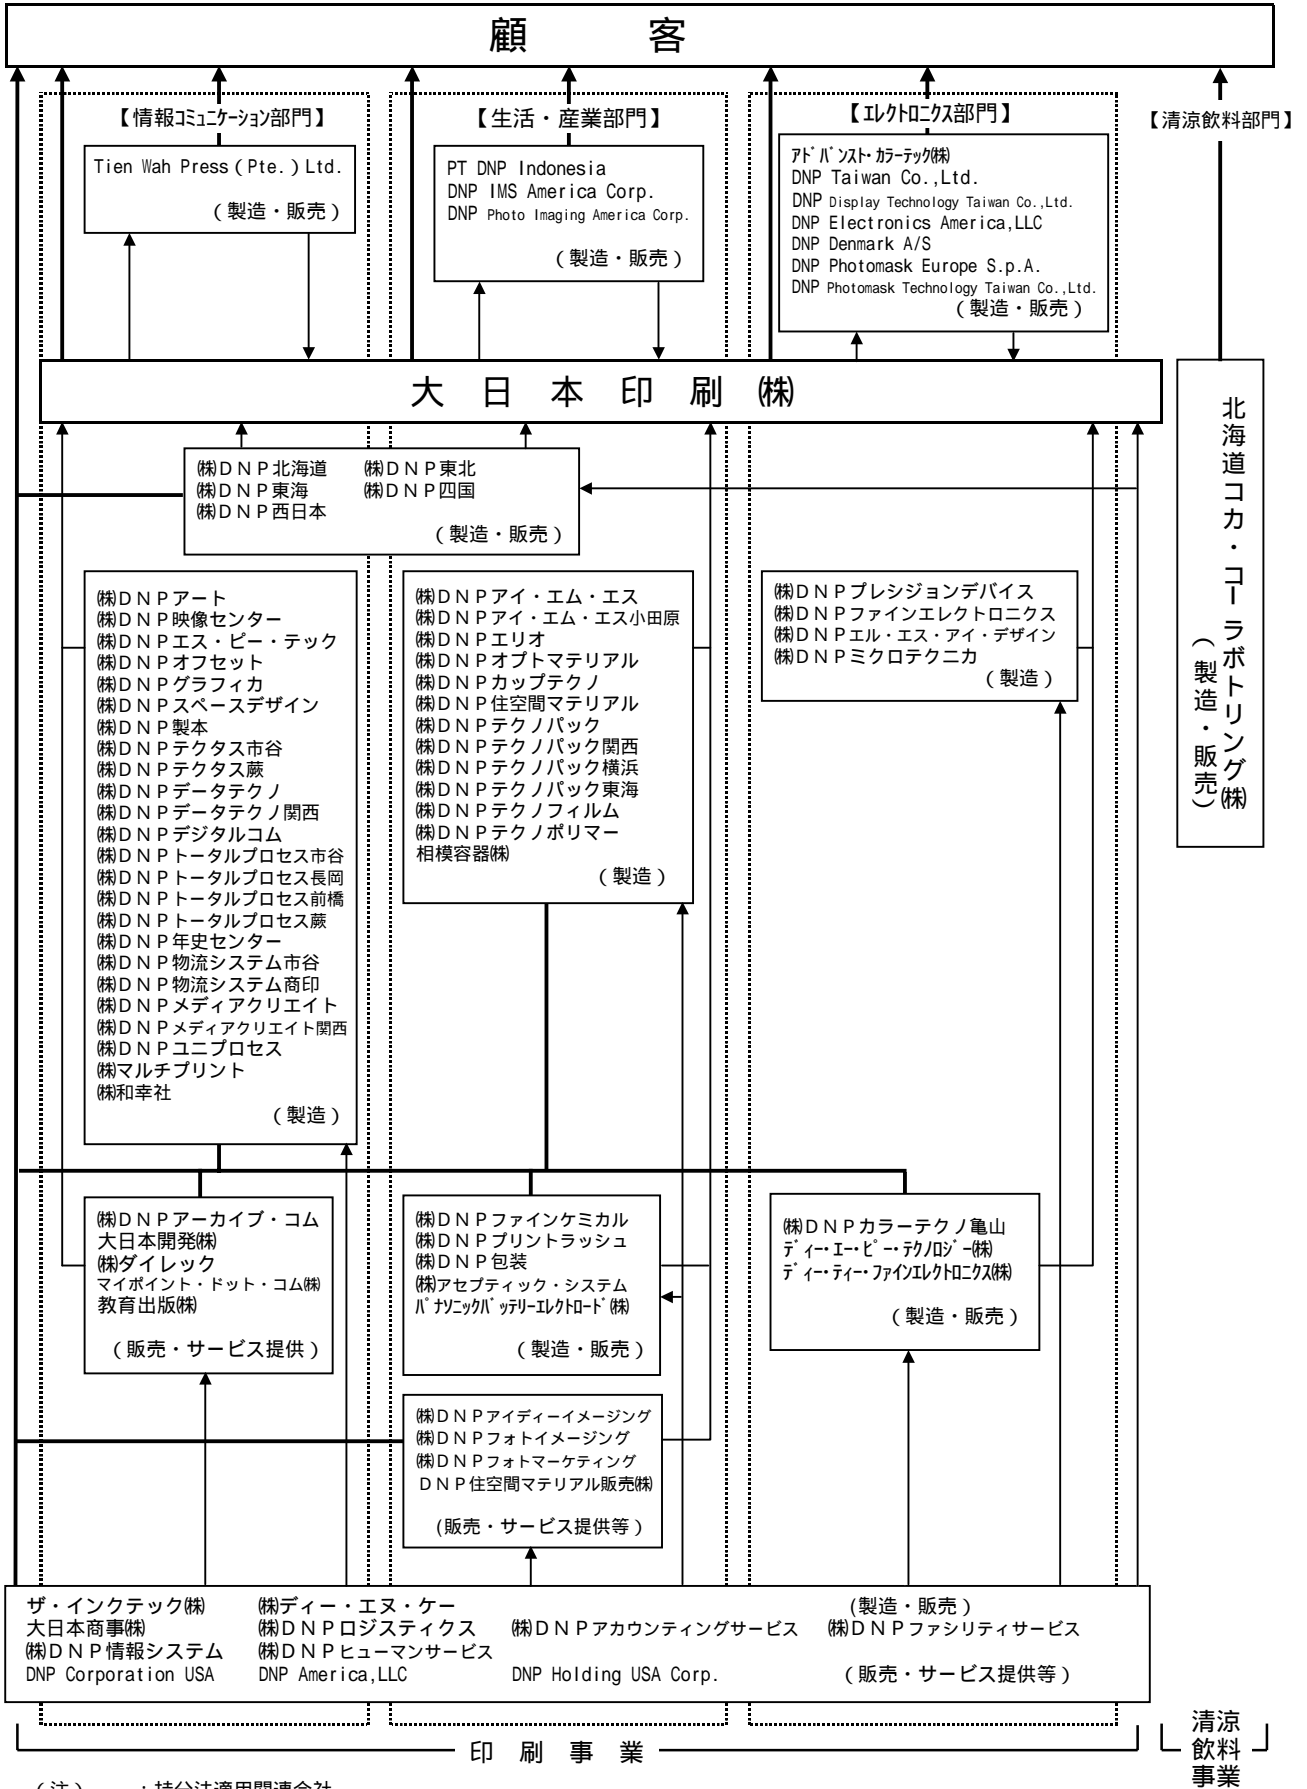 顧客
【情報ｺﾐｭﾆｹｰｼｮﾝ部門】
Tien Wah Press（Pte.）Ltd.
（製造・販売）
【生活・産業部門】
PT DNP Indonesia
DNP IMS America Corp.
DNP Photo Imaging America Corp.
（製造・販売）
【ｴﾚｸﾄﾛﾆｸｽ部門】
ｱﾄﾞﾊﾞﾝｽﾄ･ｶﾗｰﾃｯｸ㈱
DNP Taiwan Co.,Ltd.
DNP Display Technology Taiwan Co.,Ltd.
DNP Electronics America,LLC
DNP Denmark A/S
DNP Photomask Europe S.p.A.
DNP Photomask Technology Taiwan Co.,Ltd.
（製造・販売）
【清涼飲料部門】
大日本印刷㈱
北海道コカ・コーラボトリング㈱
（製造・販売）
㈱ＤＮＰ北海道　㈱ＤＮＰ東北
㈱ＤＮＰ東海　㈱ＤＮＰ四国
㈱ＤＮＰ西日本
（製造・販売）
㈱ＤＮＰアート
㈱ＤＮＰ映像センター
㈱ＤＮＰエス・ピー・テック
㈱ＤＮＰオフセット
㈱ＤＮＰグラフィカ
㈱ＤＮＰスペースデザイン
㈱ＤＮＰ製本
㈱ＤＮＰテクタス市谷
㈱ＤＮＰテクタス蕨
㈱ＤＮＰデータテクノ
㈱ＤＮＰデータテクノ関西
㈱ＤＮＰデジタルコム
㈱ＤＮＰトータルプロセス市谷
㈱ＤＮＰトータルプロセス長岡
㈱ＤＮＰトータルプロセス前橋
㈱ＤＮＰトータルプロセス蕨
㈱ＤＮＰ年史センター
㈱ＤＮＰ物流システム市谷
㈱ＤＮＰ物流システム商印
㈱ＤＮＰメディアクリエイト
㈱ＤＮＰメディアクリエイト関西
㈱ＤＮＰユニプロセス
㈱マルチプリント
㈱和幸社
（製造）
㈱ＤＮＰアイ・エム・エス
㈱ＤＮＰアイ・エム・エス小田原
㈱ＤＮＰエリオ
㈱ＤＮＰオプトマテリアル
㈱ＤＮＰカップテクノ
㈱ＤＮＰ住空間マテリアル
㈱ＤＮＰテクノパック
㈱ＤＮＰテクノパック関西
㈱ＤＮＰテクノパック横浜
㈱ＤＮＰテクノパック東海
㈱ＤＮＰテクノフィルム
㈱ＤＮＰテクノポリマー
相模容器㈱
（製造）
㈱ＤＮＰプレシジョンデバイス
㈱ＤＮＰファインエレクトロニクス
㈱ＤＮＰエル・エス・アイ・デザイン
㈱ＤＮＰミクロテクニカ
（製造）
㈱ＤＮＰアーカイブ・コム
大日本開発㈱
㈱ダイレック
マイポイント・ドット・コム㈱
教育出版㈱
（販売・サービス提供）
㈱ＤＮＰファインケミカル
㈱ＤＮＰプリントラッシュ
㈱ＤＮＰ包装
㈱アセプティック・システム
ﾊﾟﾅｿﾆｯｸﾊﾞｯﾃﾘｰｴﾚｸﾄﾛｰﾄﾞ㈱
（製造・販売）
㈱ＤＮＰカラーテクノ亀山
ﾃﾞｨｰ･ｴｰ･ﾋﾟｰ･ﾃｸﾉﾛｼﾞｰ㈱
ﾃﾞｨｰ･ﾃｨｰ･ﾌｧｲﾝｴﾚｸﾄﾛﾆｸｽ㈱
（製造・販売）
㈱ＤＮＰアイディーイメージング
㈱ＤＮＰフォトイメージング
㈱ＤＮＰフォトマーケティング
ＤＮＰ住空間マテリアル販売㈱
(販売・サービス提供等）
ザ・インクテック㈱　㈱ディー・エヌ・ケー　(製造・販売）
大日本商事㈱　㈱ＤＮＰロジスティクス　㈱ＤＮＰアカウンティングサービス　㈱ＤＮＰファシリティサービス
㈱ＤＮＰ情報システム　㈱ＤＮＰヒューマンサービス
DNP Corporation USA　DNP America,LLC　DNP Holding USA Corp.　（販売・サービス提供等）
印刷事業
清涼
飲料
事業
（注）　：持分法適用関連会社